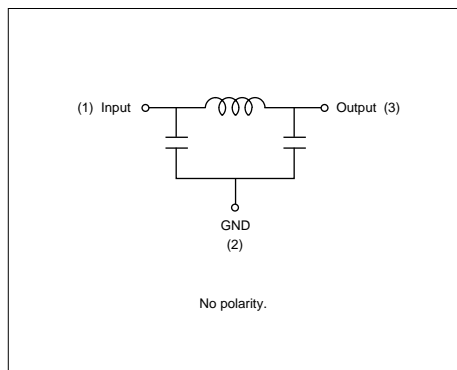 (1) Input Output (3)
GND
(2)
No polarity.